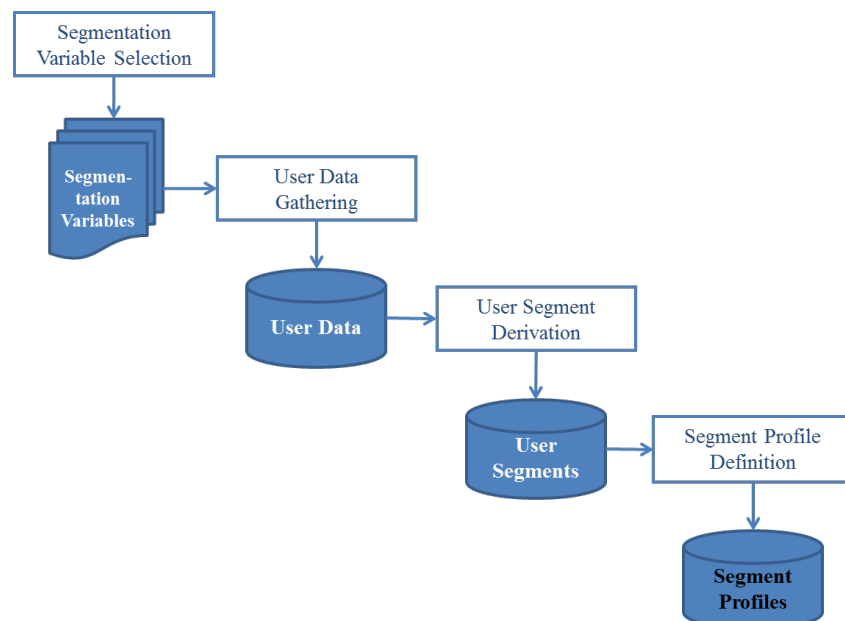 Segmentation
Variable Selection
Segmen-
tation
Variables
User Data
Gathering
User Data
User Segment
Derivation
User
Segments
Segment Profile
Definition
Segment
Profiles